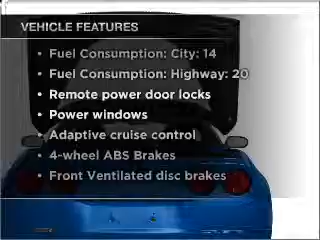 VEHICLE FEATURES
• Fuel Consumption: City: 14
• Fuel Consumption: Highway: 20
• Remote power door locks
• Power windows
• Adaptive cruise control
• 4-wheel ABS Brakes
• Front Ventilated disc brakes